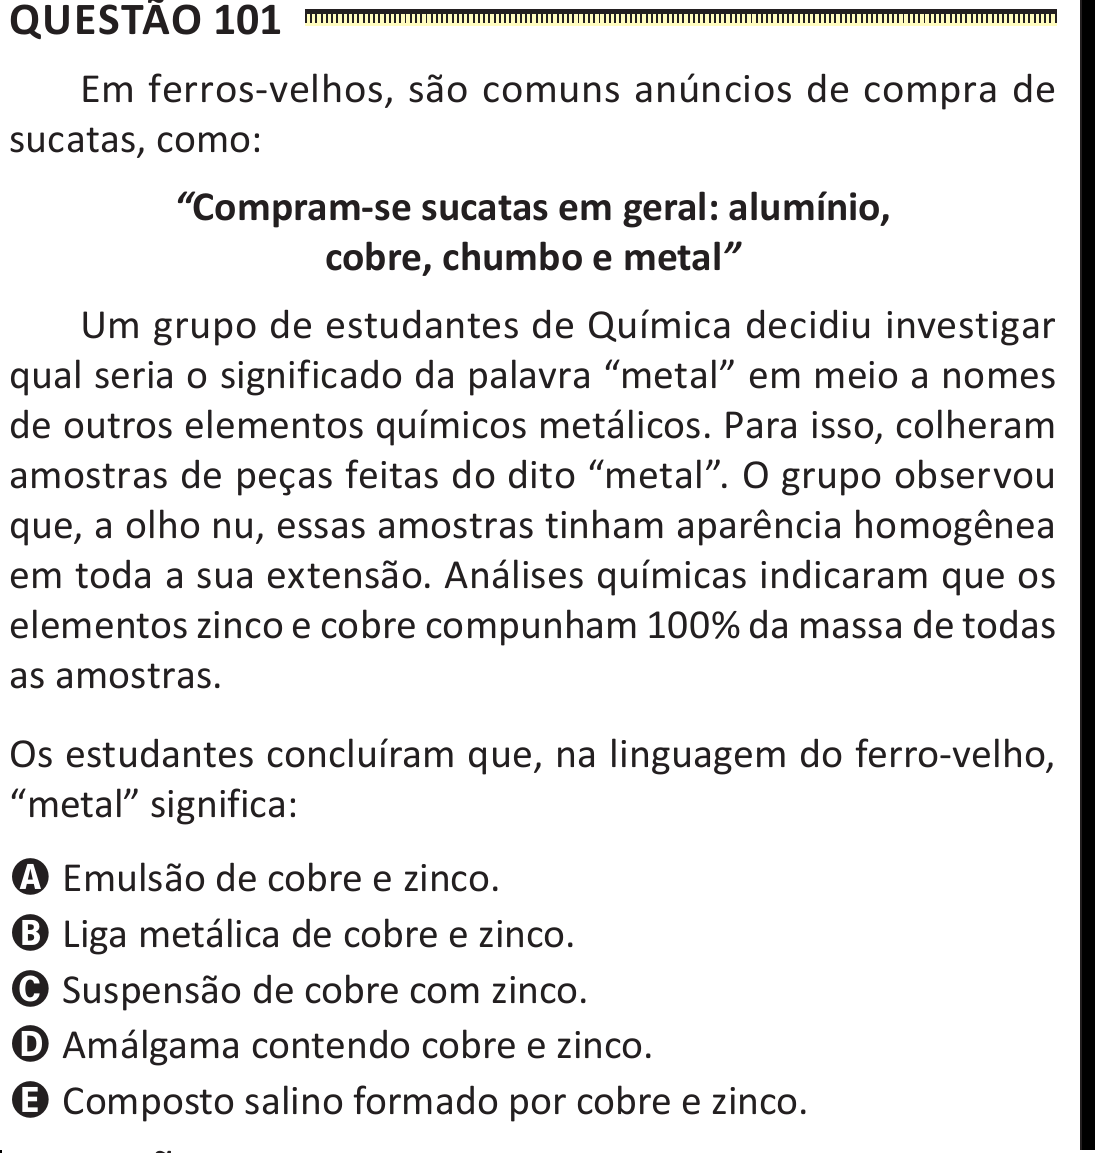 QUESTÃO 101
Em ferros-velhos, são comuns anúncios de compra de
sucatas, como:
“Compram-se sucatas em geral: alumínio,
cobre, chumbo e metal”
Um grupo de estudantes de Química decidiu investigar
qual seria o significado da palavra “metal” em meio a nomes
de outros elementos químicos metálicos. Para isso, colheram
amostras de peças feitas do dito “metal”. O grupo observou
que, a olho nu, essas amostras tinham aparência homogênea
em toda a sua extensão. Análises químicas indicaram que os
elementos zinco e cobre compunham 100% da massa de todas
as amostras.
Os estudantes concluíram que, na linguagem do ferro-velho,
“metal” significa:
A Emulsão de cobre e zinco.
B Liga metálica de cobre e zinco.
C Suspensão de cobre com zinco.
D Amálgama contendo cobre e zinco.
E Composto salino formado por cobre e zinco.